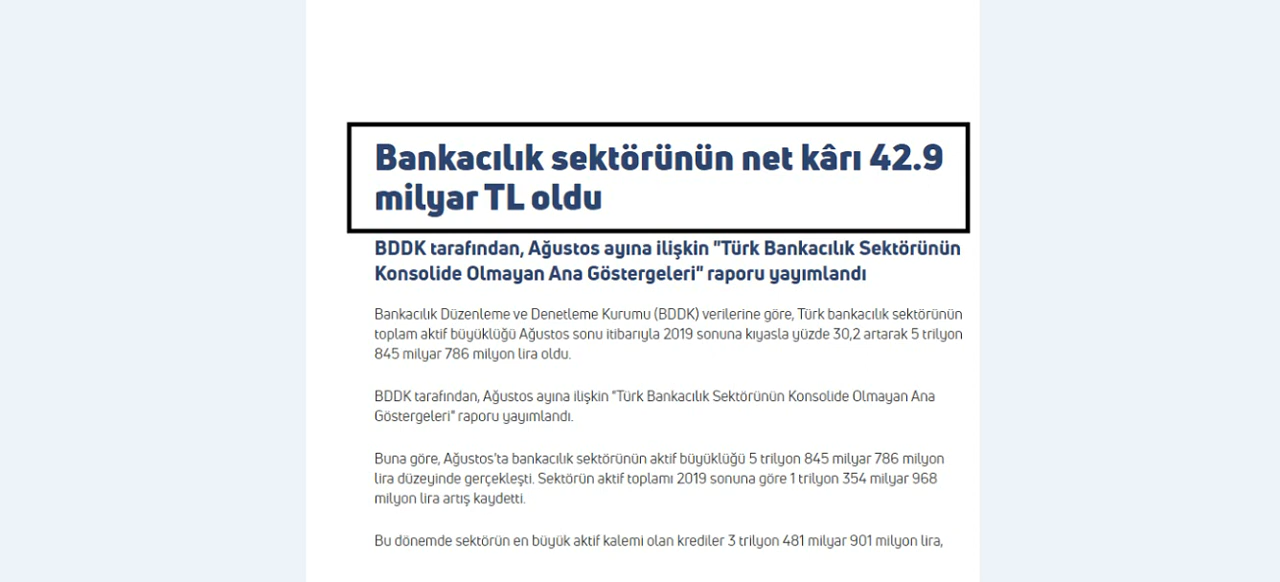 Bankacılık sektörünün net kârı 42.9
milyar TL oldu
BDDK tarafından, Ağustos ayına ilişkin "Türk Bankacılık Sektörünün
Konsolide Olmayan Ana Göstergeleri" raporu yayımlandı
Bankacılık Düzenleme ve Denetleme Kurumu (BDDK) verilerine göre, Türk bankacılık sektörünün
toplam aktif büyüklüğü Ağustos sonu itibarıyla 2019 sonuna kıyasla yüzde 30,2 artarak 5 trilyon
845 milyar 786 milyon lira oldu.
BDDK tarafından, Ağustos ayına ilişkin "Türk Bankacılık Sektörünün Konsolide Olmayan Ana
Göstergeleri" raporu yayımlandı.
Buna göre, Ağustos'ta bankacılık sektörünün aktif büyüklüğü 5 trilyon 845 milyar 786 milyon
lira düzeyinde gerçekleşti. Sektörün aktif toplamı 2019 sonuna göre 1 trilyon 354 milyar 968
milyon lira artış kaydetti.
Bu dönemde sektörün en büyük aktif kalemi olan krediler 3 trilyon 481 milyar 901 milyon lira,